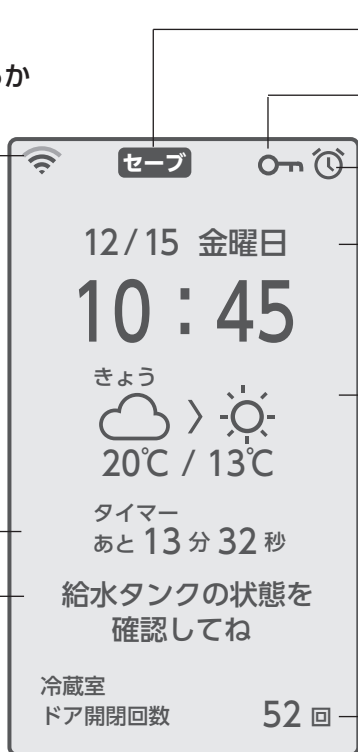 るか
セーブ
12/15 金曜日
10：45
きょう
20℃ / 13℃
タイマー
あと 13 分 32 秒
給水タンクの状態を
確認してね
冷蔵室
ドア開閉回数 52 回